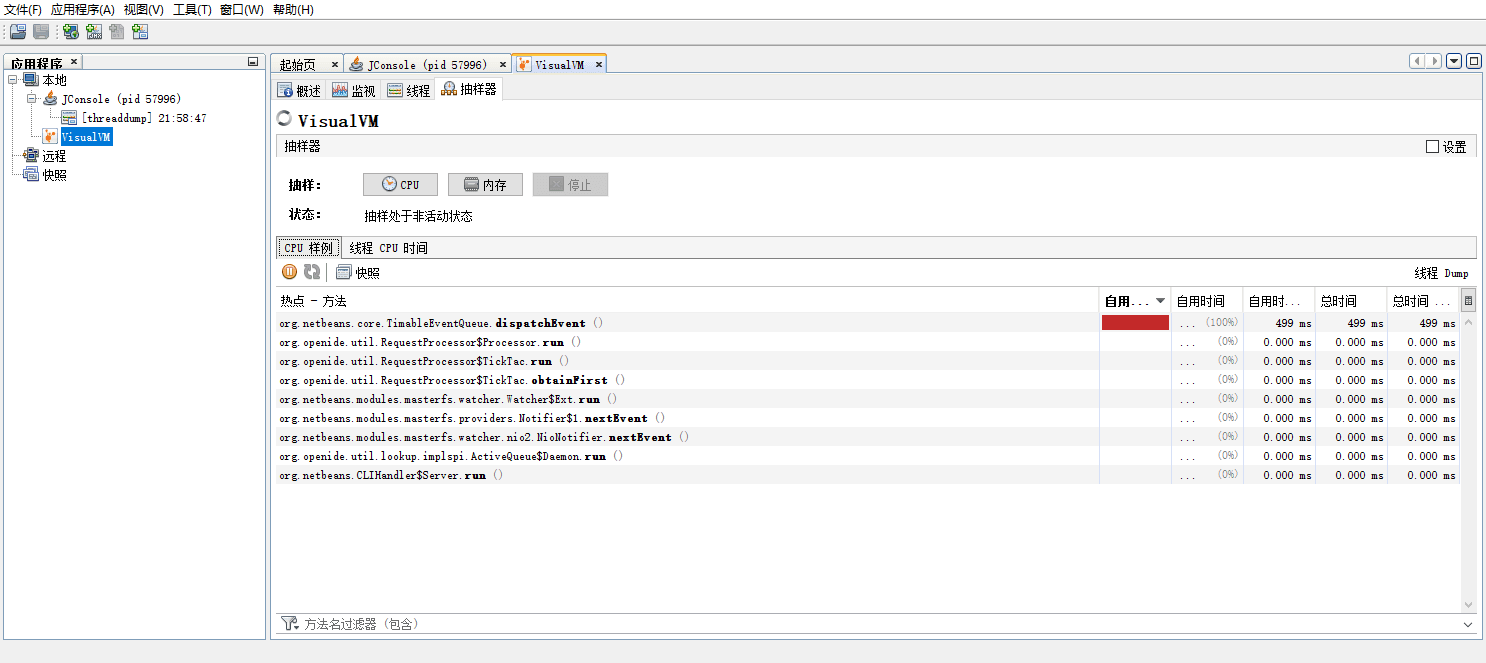 文件(F) 应用程序(A) 视图(V) 工具(T) 窗口(W) 帮助(H)
应用程序
本地
JConsole (pid 57996)
[threaddump] 21:58:47
VisualVM
远程
快照
起始页 JConsole (pid 57996) VisualVM
概述 监视 线程 抽样器
VisualVM
抽样器 设置
抽样: CPU 内存 停止
状态: 抽样处于非活动状态
CPU 样例 线程 CPU 时间
快照 线程 Dump
热点 - 方法 自用... 自用时间 自用时... 总时间 总时间 ...
org.netbeans.core.TimableEventQueue.dispatchEvent () ... (100%) 499 ms 499 ms 499 ms
org.openide.util.RequestProcessor$Processor.run () ... (0%) 0.000 ms 0.000 ms 0.000 ms
org.openide.util.RequestProcessor$TickTac.run () ... (0%) 0.000 ms 0.000 ms 0.000 ms
org.openide.util.RequestProcessor$TickTac.obtainFirst () ... (0%) 0.000 ms 0.000 ms 0.000 ms
org.netbeans.modules.masterfs.watcher.Watcher$Ext.run () ... (0%) 0.000 ms 0.000 ms 0.000 ms
org.netbeans.modules.masterfs.providers.Notifier$1.nextEvent () ... (0%) 0.000 ms 0.000 ms 0.000 ms
org.netbeans.modules.masterfs.watcher.nio2.NioNotifier.nextEvent () ... (0%) 0.000 ms 0.000 ms 0.000 ms
org.openide.util.lookup.implspi.ActiveQueue$Daemon.run () ... (0%) 0.000 ms 0.000 ms 0.000 ms
org.netbeans.CLIHandler$Server.run () ... (0%) 0.000 ms 0.000 ms 0.000 ms
方法名过滤器 (包含)